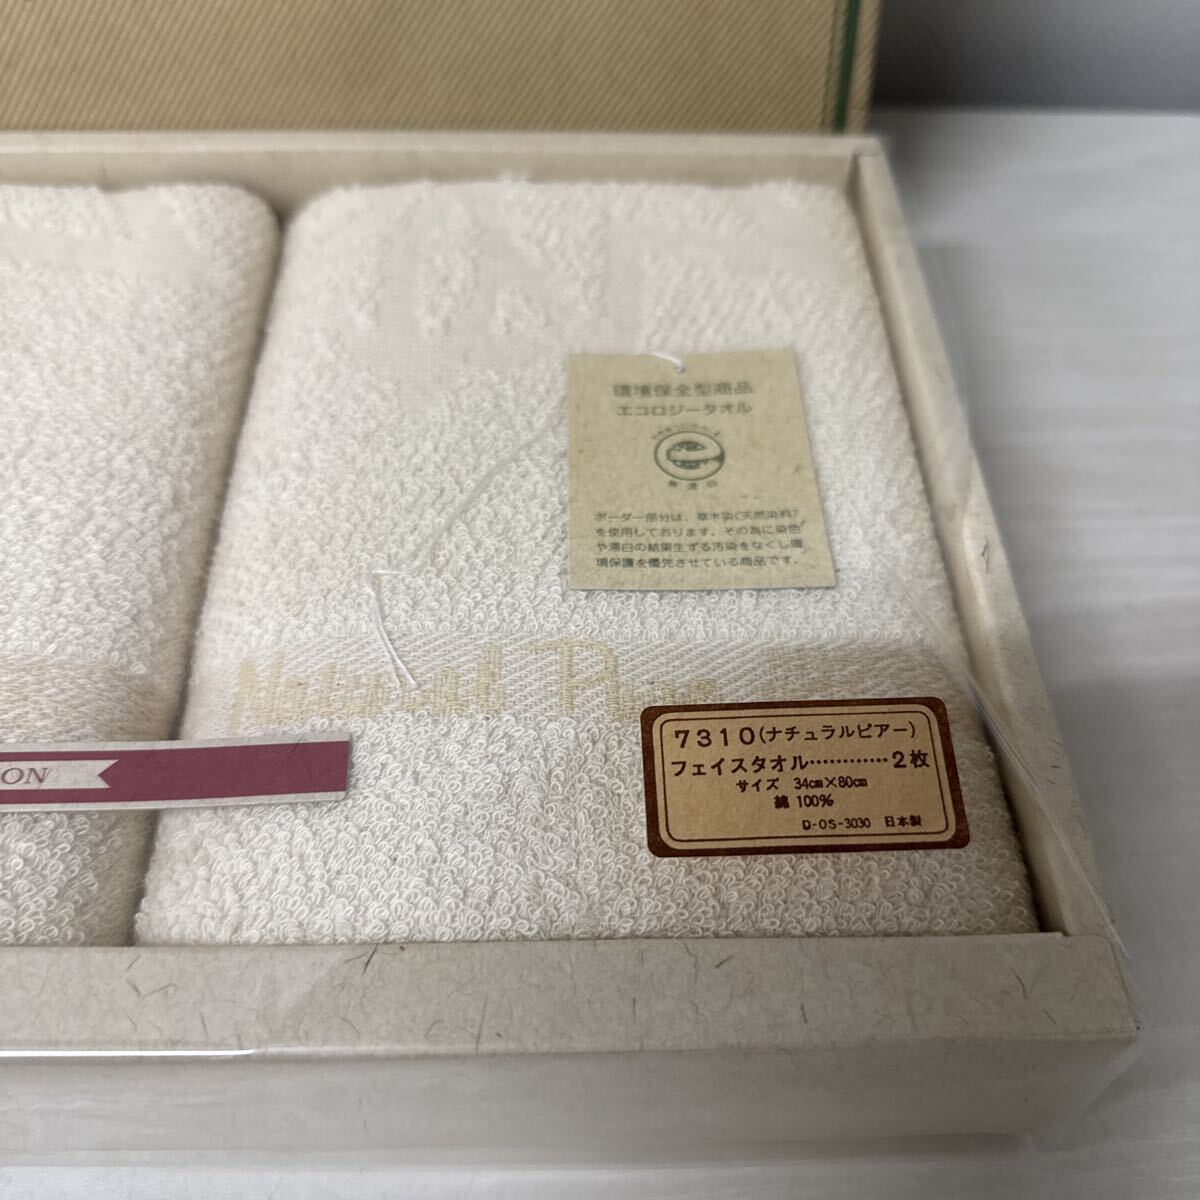 環境保全型商品
エコロジータオル
無漂白
ボーダー部分は、草木染(天然染料)
を使用しております。その為に染色
や漂白の結果生ずる汚染をなくし環
境保護を優先させている商品です。
Natural Pure
ON
7310(ナチュラルピアー)
フェイスタオル…………2枚
サイズ 34cm×80cm
綿 100%
D-OS-3030 日本製